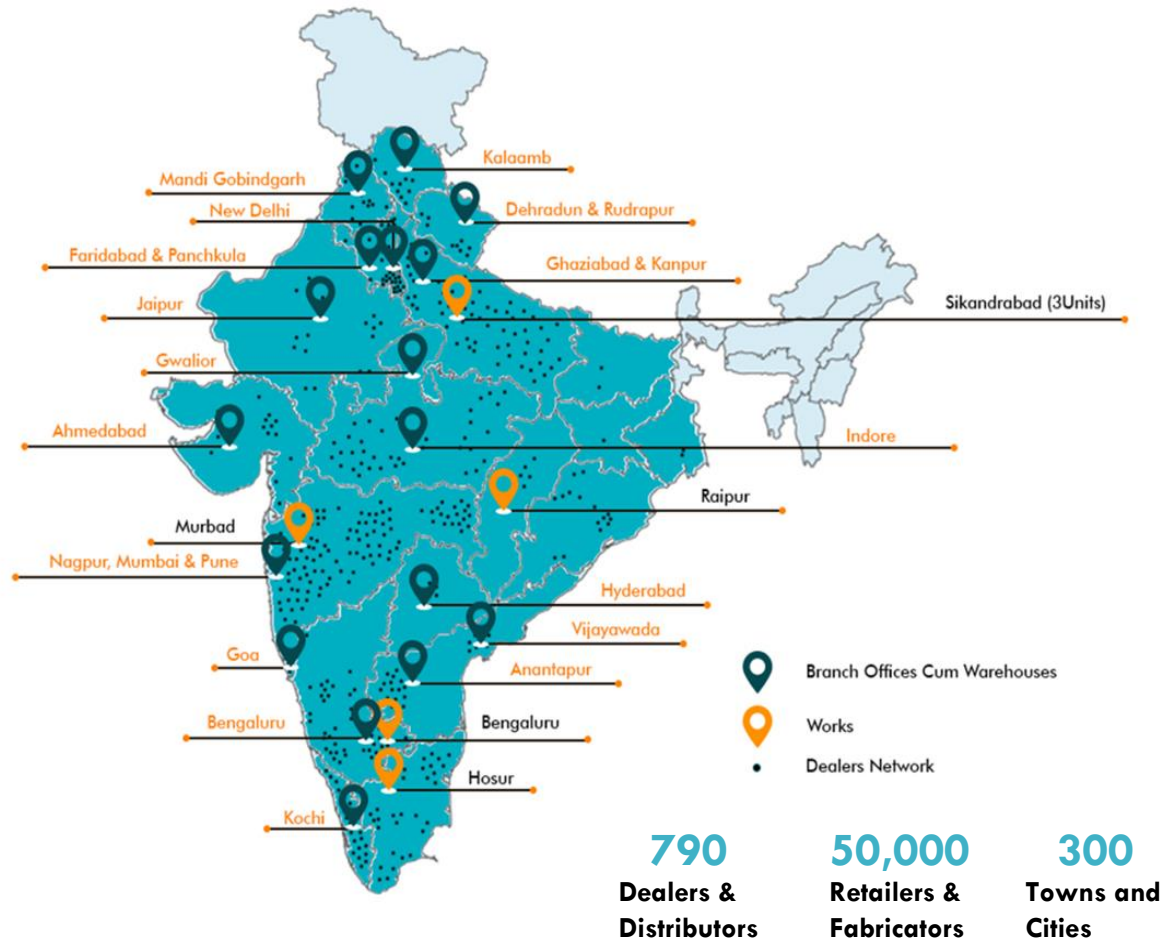 Kalaamb
Mandi Gobindgarh
New Delhi
Dehradun & Rudrapur
Faridabad & Panchkula
Ghaziabad & Kanpur
Jaipur
Sikandrabad (3Units)
Gwalior
Ahmedabad
Indore
Raipur
Murbad
Nagpur, Mumbai & Pune
Hyderabad
Vijayawada
Goa
Anantapur
Bengaluru
Bengaluru
Hosur
Kochi
Branch Offices Cum Warehouses
Works
Dealers Network
790
Dealers &
Distributors
50,000
Retailers &
Fabricators
300
Towns and
Cities